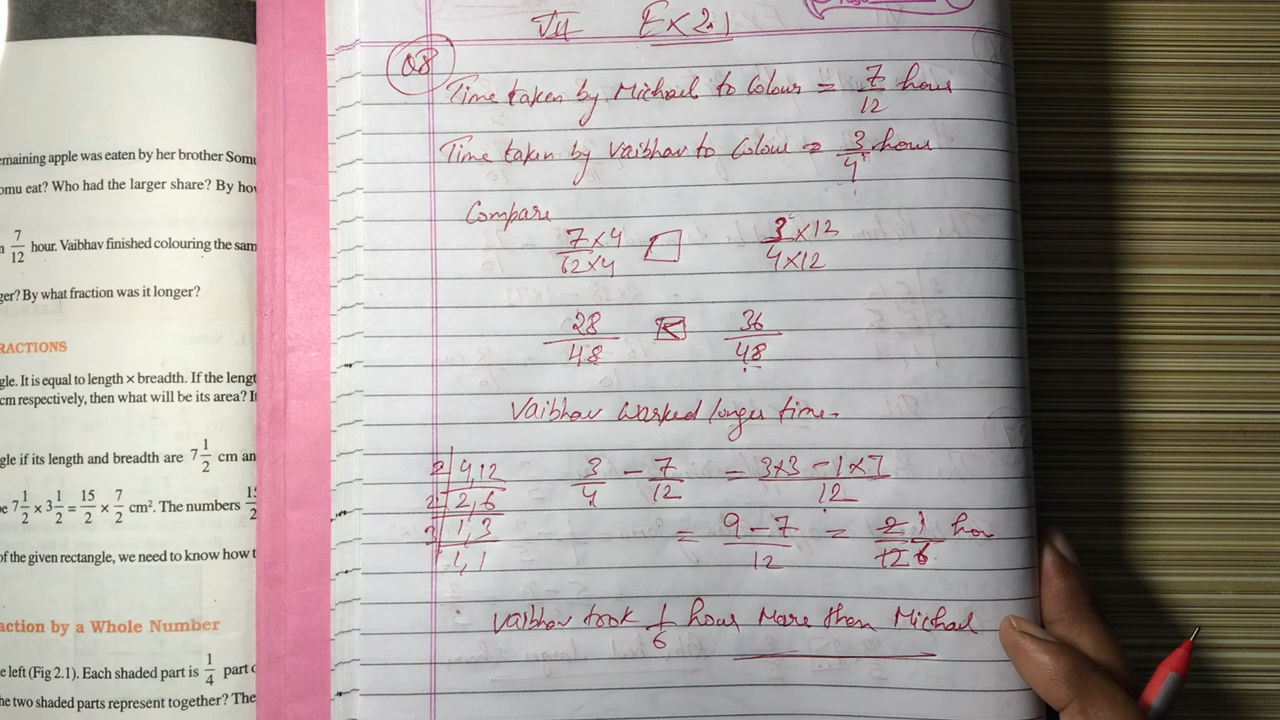 emaining apple was eaten by her brother Somu
omu eat? Who had the larger share? By how
n 7/12 hour. Vaibhav finished colouring the sam
ger? By what fraction was it longer?
RACTIONS
gle. It is equal to length × breadth. If the lengt
cm respectively, then what will be its area? I
gle if its length and breadth are 7 1/2 cm an
be 7 1/2 × 3 1/2 = 15/2 × 7/2 cm². The numbers 15/2
of the given rectangle, we need to know how t
action by a Whole Number
e left (Fig 2.1). Each shaded part is 1/4 part o
he two shaded parts represent together? The
VII Ex 2.1
Q8
Time taken by Michael to Colour = 7/12 hour
Time taken by Vaibhav to Colour = 3/4 hour
Compare
7×4/12×4 □ 3×12/4×12
28/48 < 36/48
Vaibhav worked longer time.
2 | 4,12
2 | 2,6
3 | 1,3
1,1
3/4 - 7/12 = 3×3 - 1×7/12
= 9-7/12 = 2/12 1/6 hou
Vaibhav took 1/6 hour more then Michael